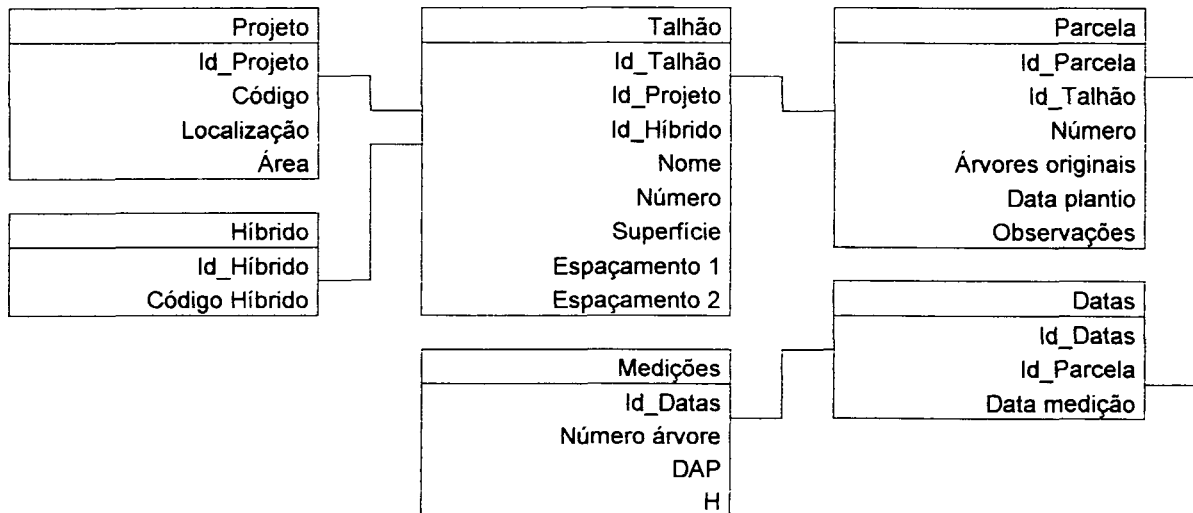 Projeto
Id_Projeto
Código
Localização
Área
Híbrido
Id_Híbrido
Código Híbrido
Talhão
Id_Talhão
Id_Projeto
Id_Híbrido
Nome
Número
Superfície
Espaçamento 1
Espaçamento 2
Medições
Id_Datas
Número árvore
DAP
H
Parcela
Id_Parcela
Id_Talhão
Número
Árvores originais
Data plantio
Observações
Datas
Id_Datas
Id_Parcela
Data medição